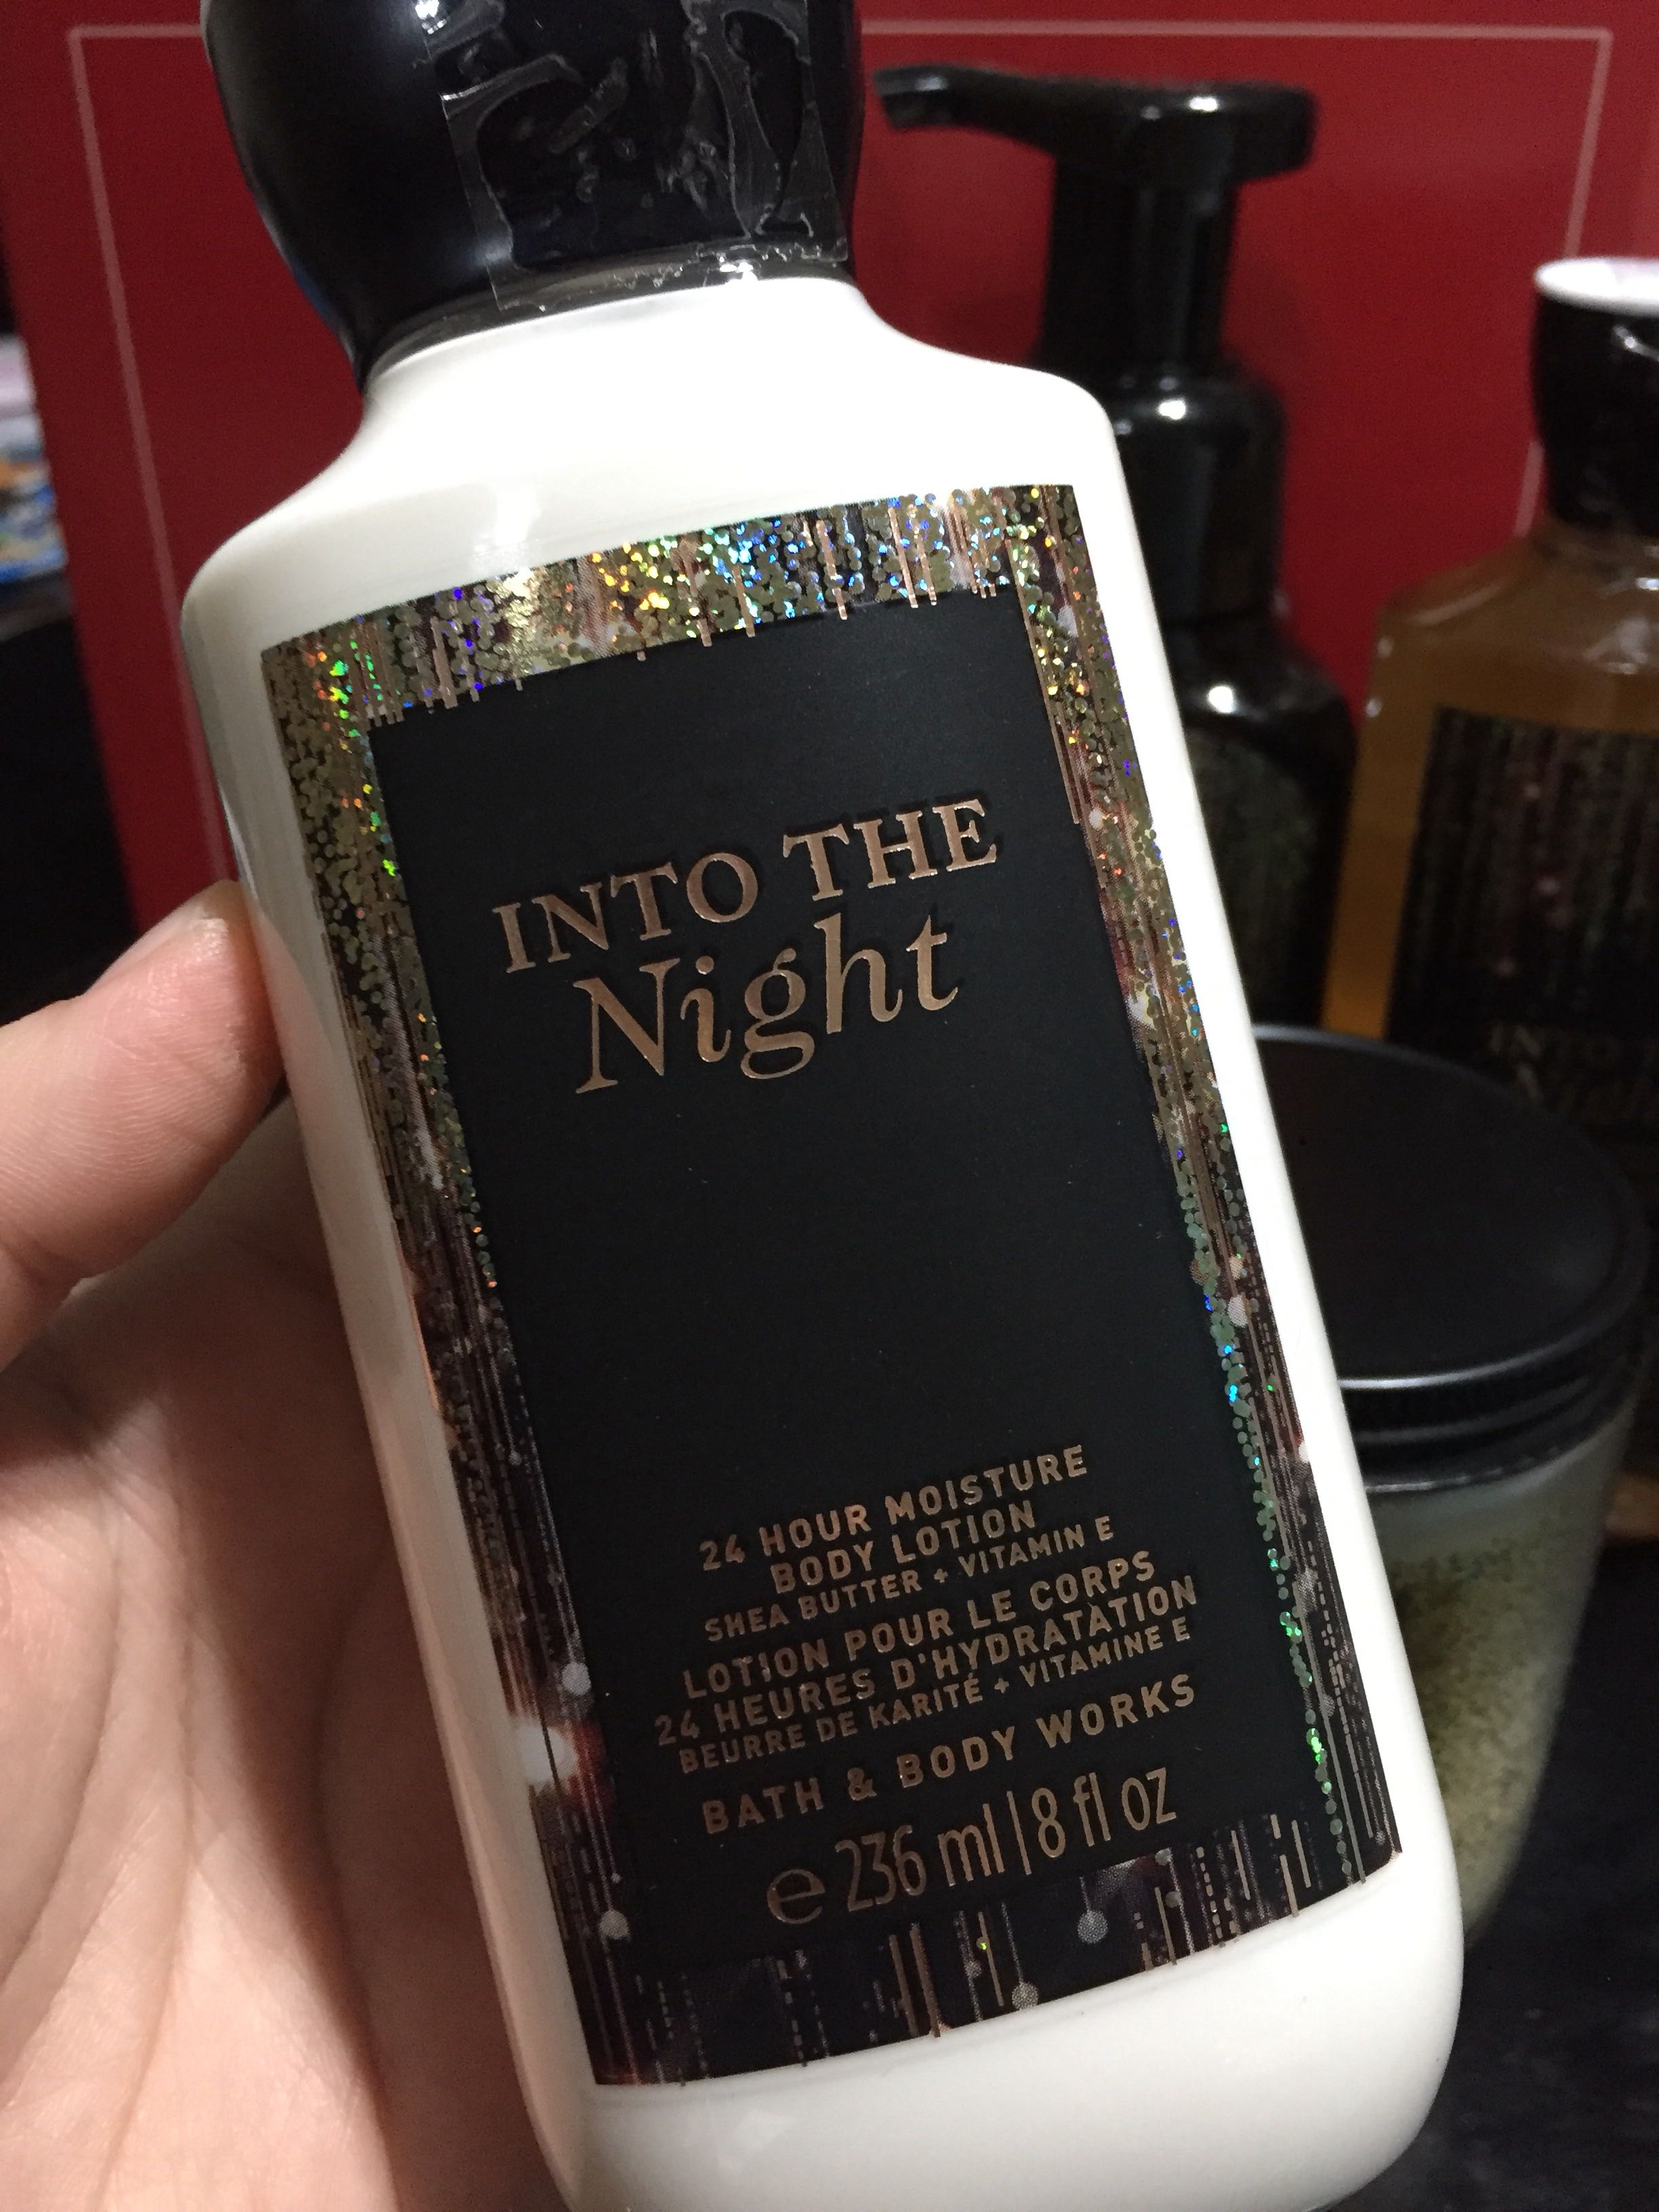 INTO THE
Night
24 HOUR MOISTURE
BODY LOTION
SHEA BUTTER + VITAMIN E
LOTION POUR LE CORPS
24 HEURES D'HYDRATATION
BEURRE DE KARITÉ + VITAMINE E
BATH & BODY WORKS
℮ 236 ml | 8 fl oz
INTO